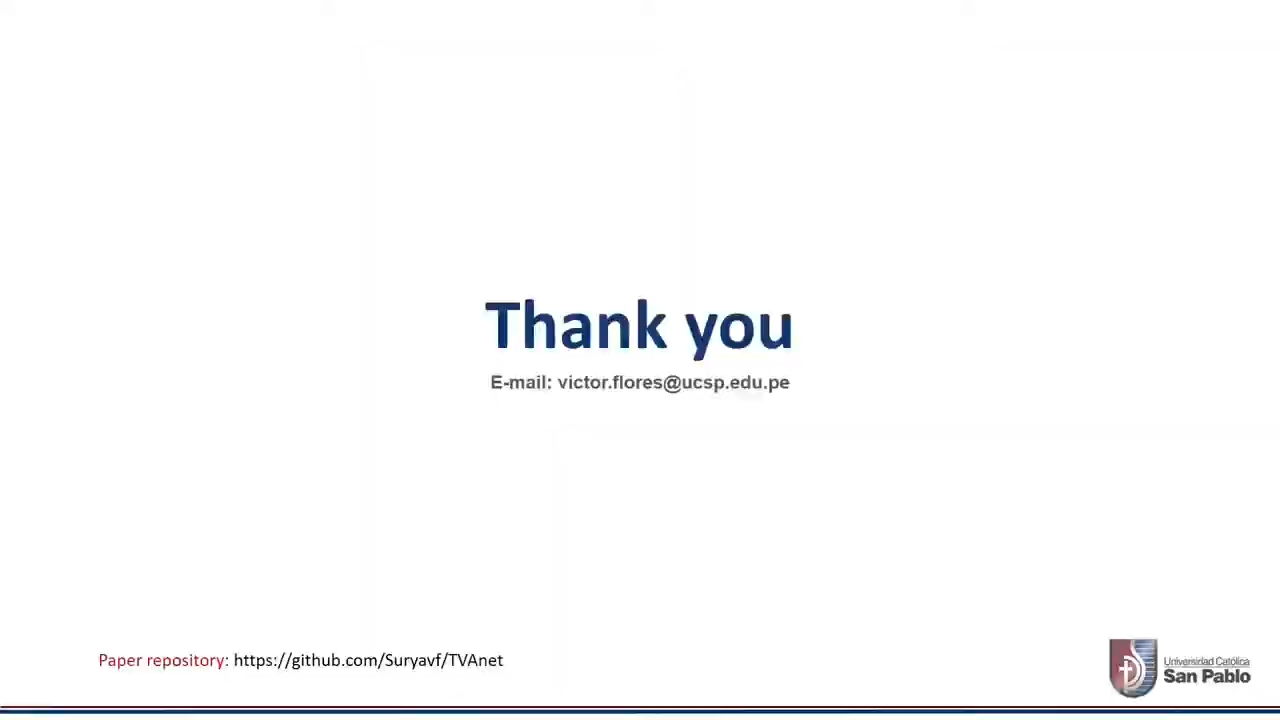 Thank you
E-mail: victor.flores@ucsp.edu.pe
Paper repository: https://github.com/Suryavf/TVAnet
Universidad Católica
San Pablo